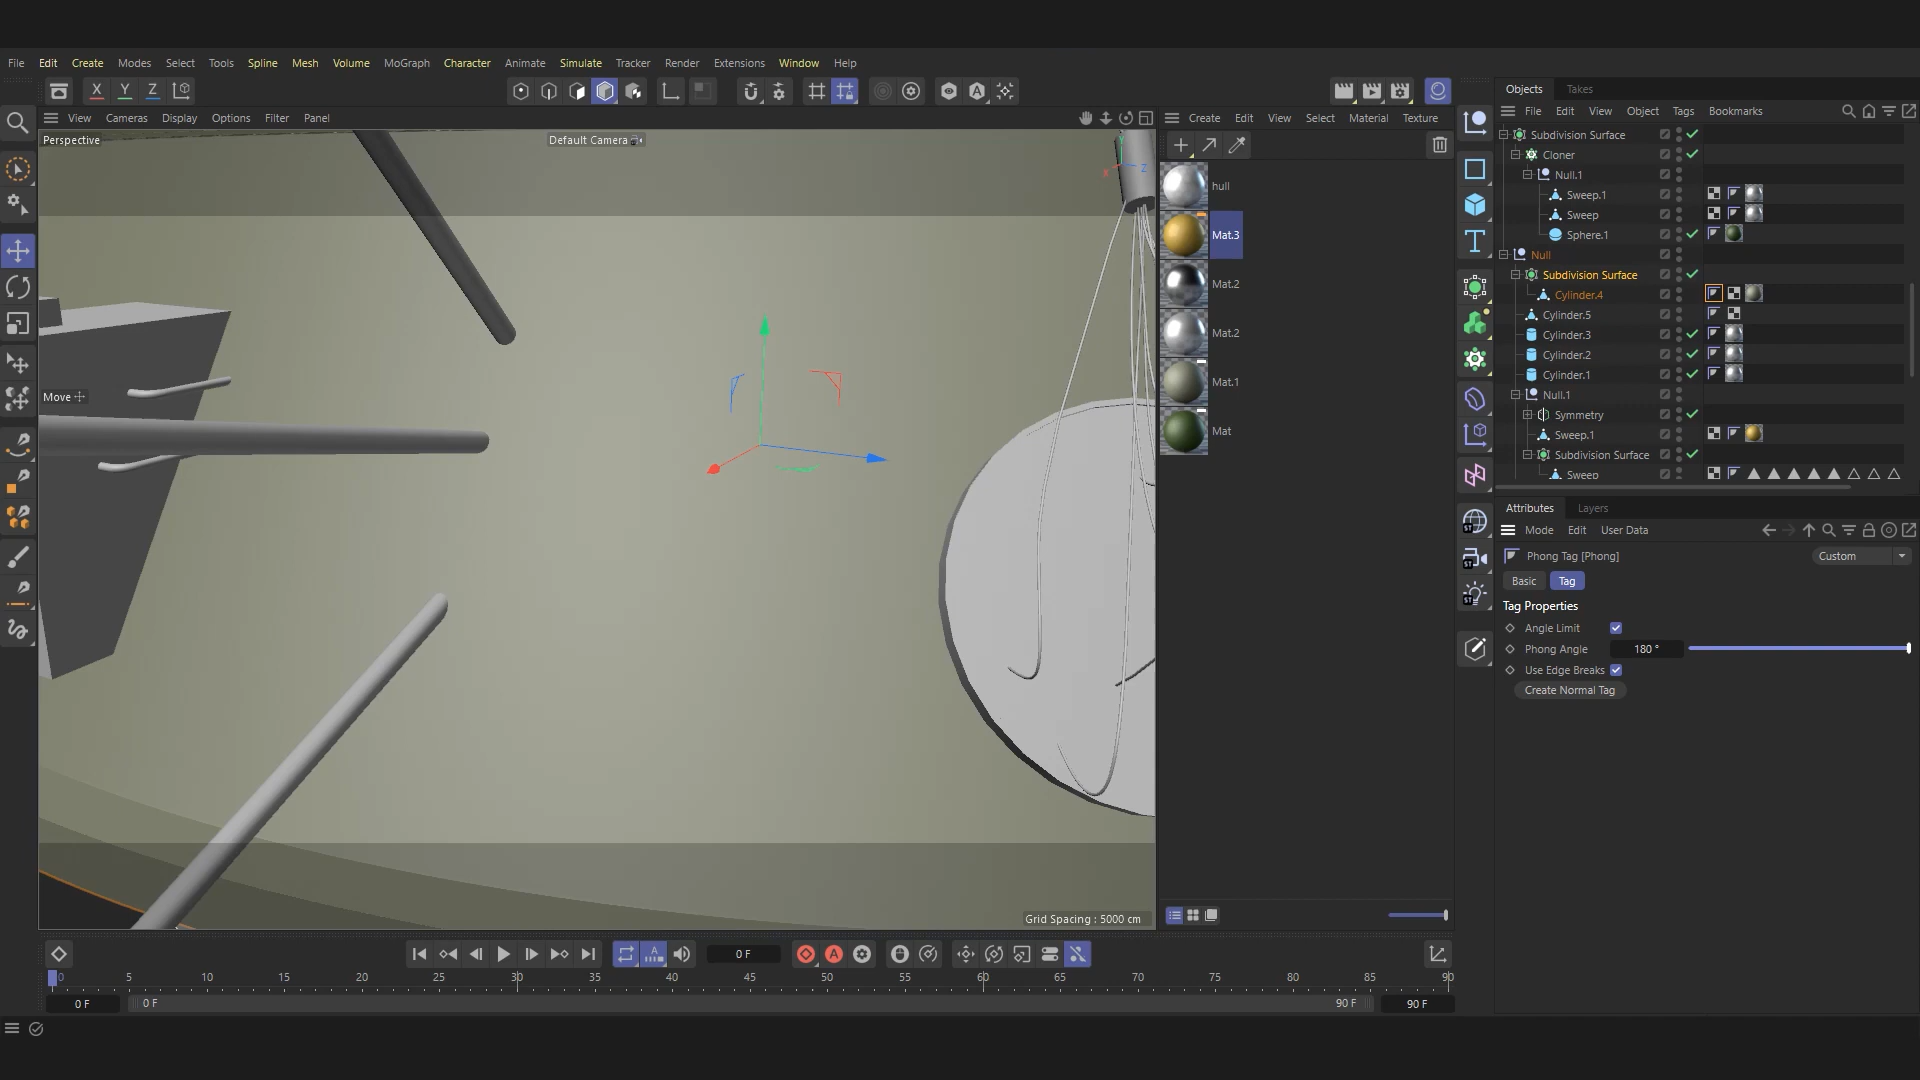 File Edit Create Modes Select Tools Spline Mesh Volume MoGraph Character Animate Simulate Tracker Render Extensions Window Help
X Y Z
View Cameras Display Options Filter Panel
Perspective
Default Camera
Y
X
Z
Move
Grid Spacing : 5000 cm
Create Edit View Select Material Texture
hull
Mat.3
Mat.2
Mat.2
Mat.1
Mat
Objects Takes
File Edit View Object Tags Bookmarks
Subdivision Surface
Cloner
Null.1
Sweep.1
Sweep
Sphere.1
Null
Subdivision Surface
Cylinder.4
Cylinder.5
Cylinder.3
Cylinder.2
Cylinder.1
Null.1
Symmetry
Sweep.1
Subdivision Surface
Sweep
Attributes Layers
Mode Edit User Data
Phong Tag [Phong]
Custom
Basic Tag
Tag Properties
Angle Limit
Phong Angle 180 °
Use Edge Breaks
Create Normal Tag
ST
ST
ST
0 F
0 5 10 15 20 25 30 35 40 45 50 55 60 65 70 75 80 85 90
0 F 0 F 90 F 90 F